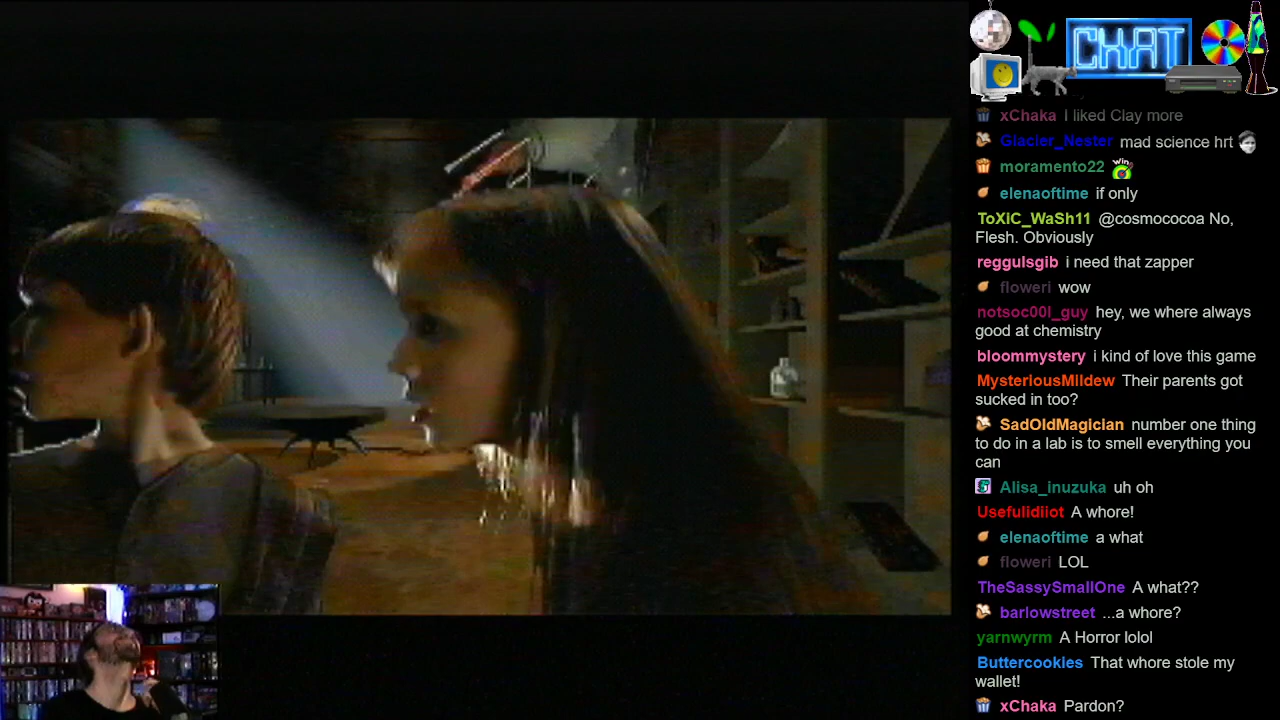 CHAT
xChaka I liked Clay more
Glacier_Nester mad science hrt
moramento22 win
elenaoftime if only
ToXiC_WaSh11 @cosmococoa No,
Flesh. Obviously
reggulsgib i need that zapper
floweri wow
notsoc00l_guy hey, we where always
good at chemistry
bloommystery i kind of love this game
MysteriousMIldew Their parents got
sucked in too?
SadOldMagician number one thing
to do in a lab is to smell everything you
can
Alisa_inuzuka uh oh
Usefulidiiot A whore!
elenaoftime a what
floweri LOL
TheSassySmallOne A what??
barlowstreet ...a whore?
yarnwyrm A Horror lolol
Buttercookies That whore stole my
wallet!
xChaka Pardon?